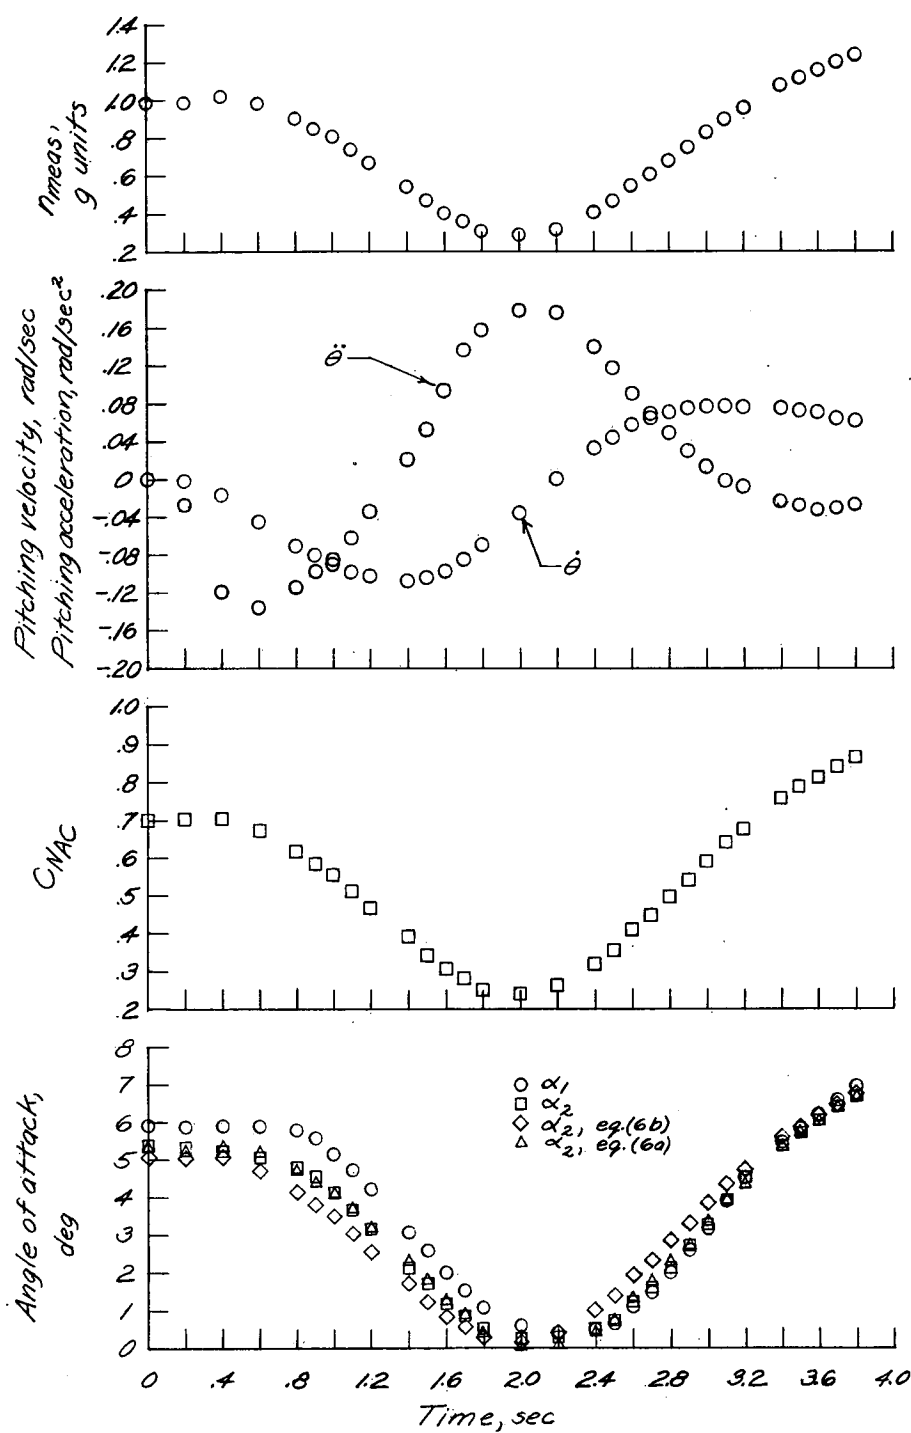 nmeas,
g units
1.4
1.2
1.0
.8
.6
.4
.2
Pitching velocity, rad/sec
Pitching acceleration, rad/sec²
.20
.16
.12
.08
.04
0
-.04
-.08
-.12
-.16
-.20
θ̈
θ̇
CNAC
1.0
.9
.8
.7
.6
.5
.4
.3
.2
Angle of attack,
deg
8
7
6
5
4
3
2
1
0
○ α1
□ α2
◇ α2, eq.(6b)
△ α2, eq.(6a)
0 .4 .8 1.2 1.6 2.0 2.4 2.8 3.2 3.6 4.0
Time, sec